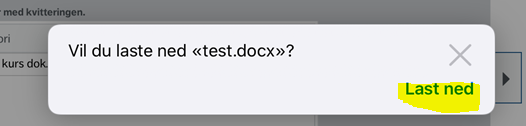 r med kvitteringen.
ori
Vil du laste ned «test.docx»?
kurs dok.
Last ned